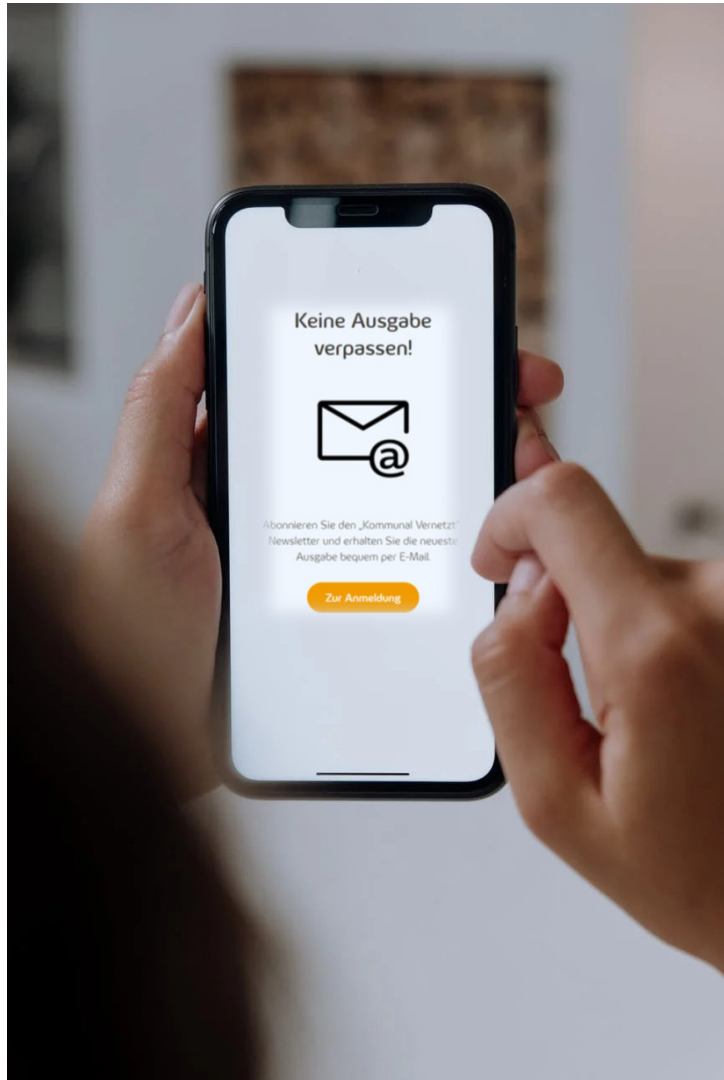 Keine Ausgabe
verpassen!
Abonnieren Sie den „Kommunal Vernetzt“
Newsletter und erhalten Sie die neueste
Ausgabe bequem per E-Mail.
Zur Anmeldung